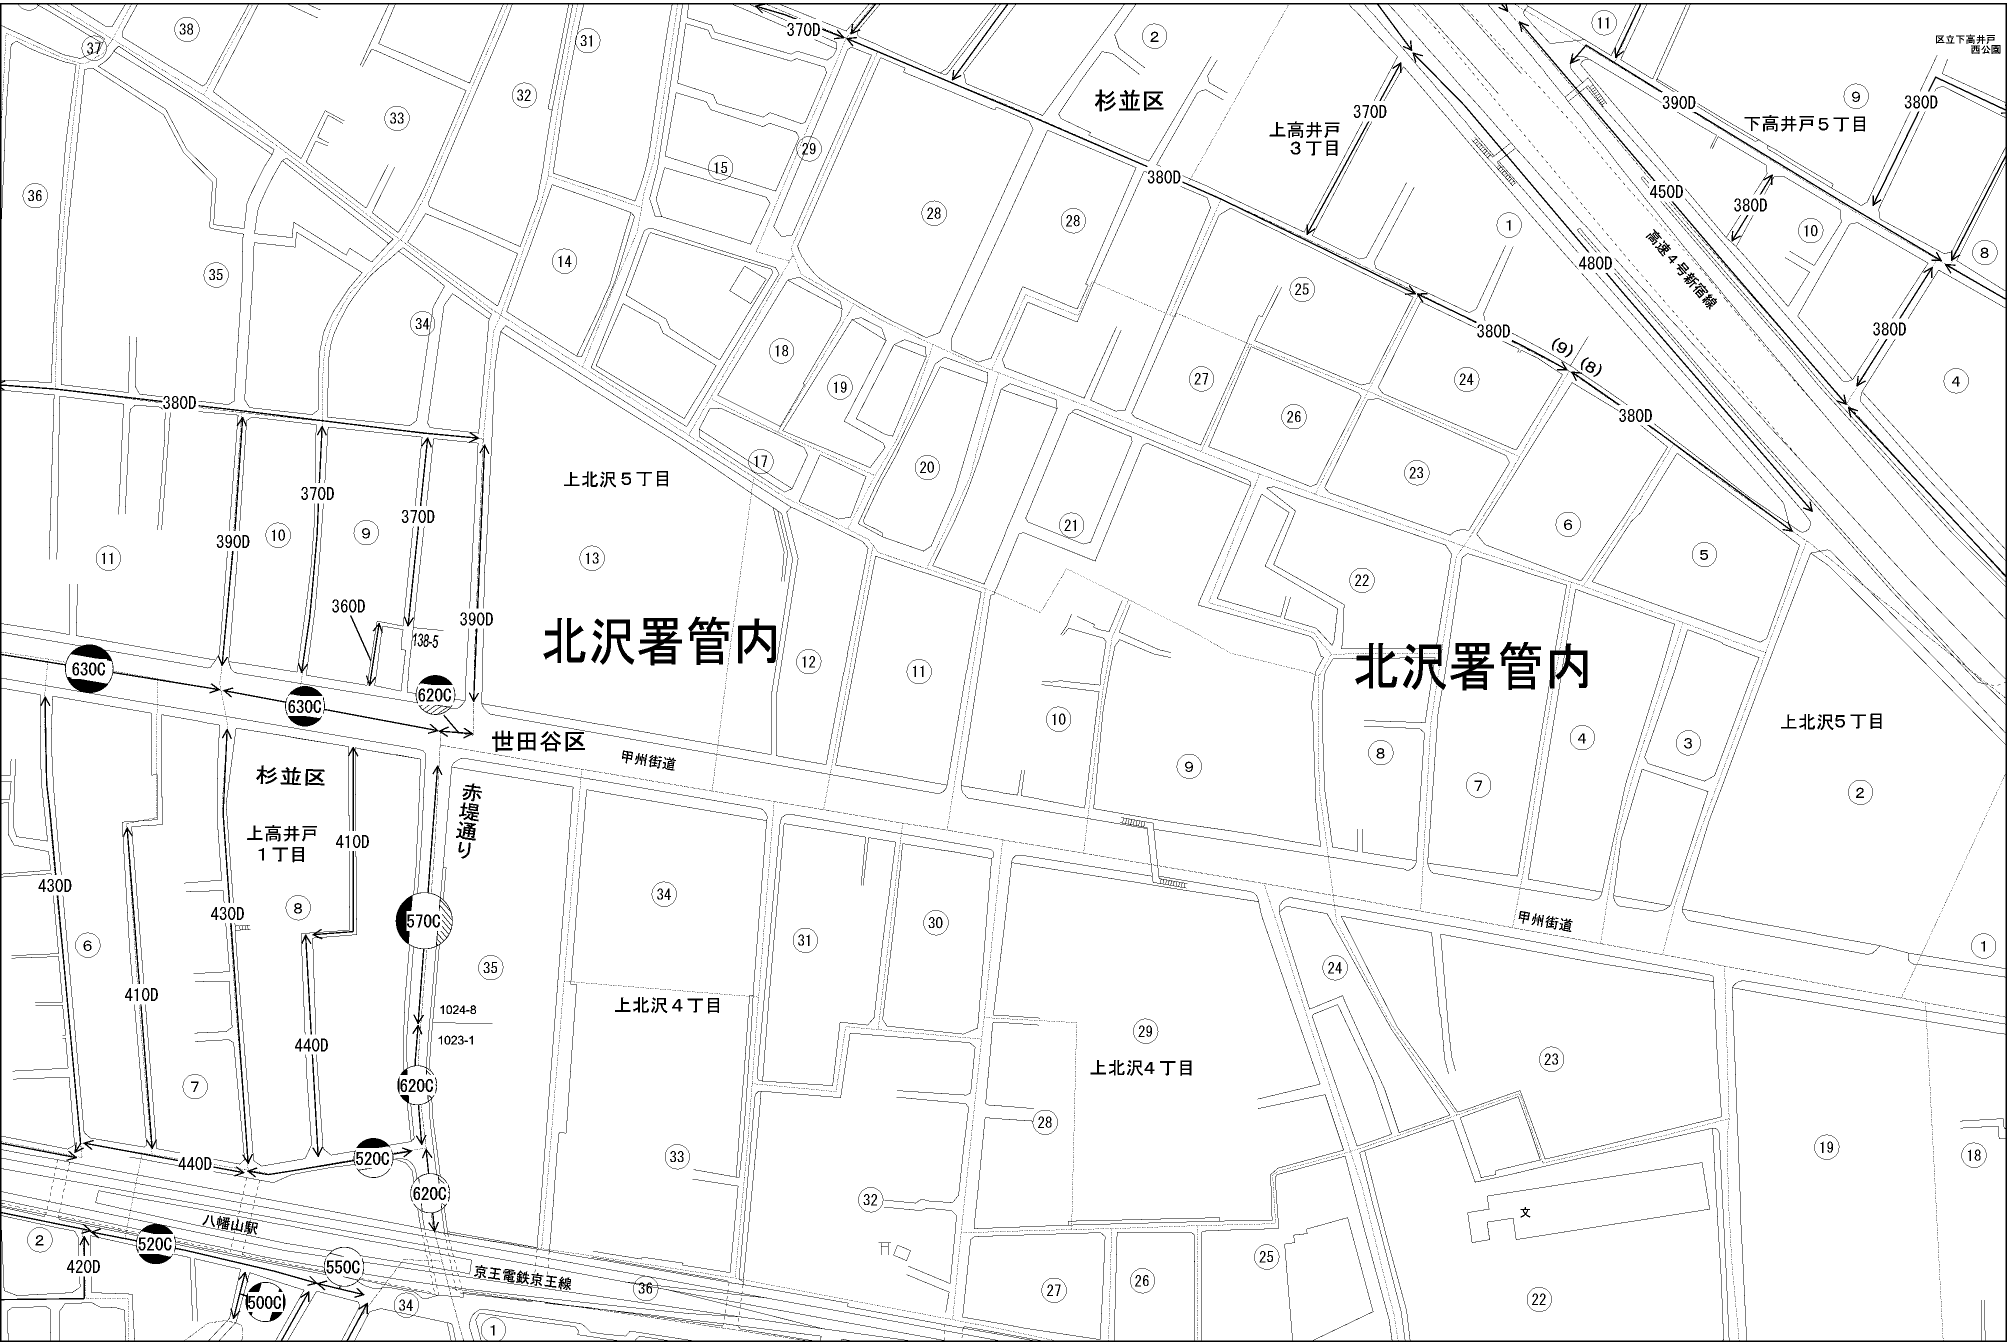 38
37
31
370D
2
11
区立下高井戸
西公園
32
33
杉並区
上高井戸
3丁目
370D
390D
9
380D
下高井戸5丁目
36
15
29
380D
450D
380D
28
28
1
10
8
35
14
高速4号新宿線
480D
25
34
18
380D
(9)
(8)
380D
19
27
24
4
380D
26
380D
17
20
23
上北沢5丁目
370D
370D
21
6
390D
10
9
11
13
22
5
360D
390D
138-5
北沢署管内
北沢署管内
630C
12
11
630C
620C
10
世田谷区
甲州街道
9
8
4
3
上北沢5丁目
杉並区
7
2
赤堤通り
上高井戸
1丁目
410D
430D
34
430D
8
570C
30
甲州街道
6
31
1
35
24
410D
1024-8
上北沢4丁目
440D
1023-1
29
23
7
620C
上北沢4丁目
28
19
18
33
440D
520C
620C
32
文
八幡山駅
2
520C
25
420D
550C
京王電鉄京王線
36
27
26
22
500C
34
1